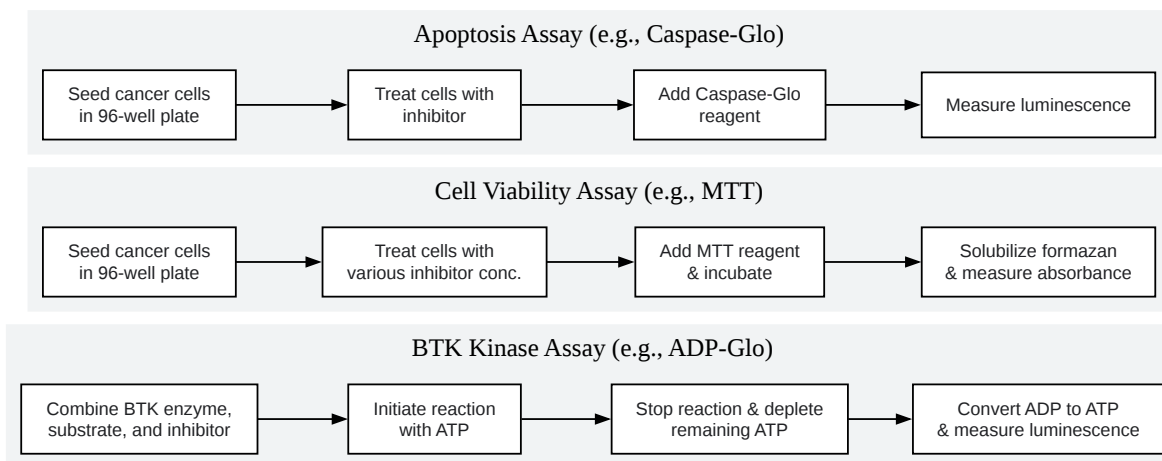 Apoptosis Assay (e.g., Caspase-Glo)
Seed cancer cells
in 96-well plate
Treat cells with
inhibitor
Add Caspase-Glo
reagent
Measure luminescence
Cell Viability Assay (e.g., MTT)
Seed cancer cells
in 96-well plate
Treat cells with
various inhibitor conc.
Add MTT reagent
& incubate
Solubilize formazan
& measure absorbance
BTK Kinase Assay (e.g., ADP-Glo)
Combine BTK enzyme,
substrate, and inhibitor
Initiate reaction
with ATP
Stop reaction & deplete
remaining ATP
Convert ADP to ATP
& measure luminescence